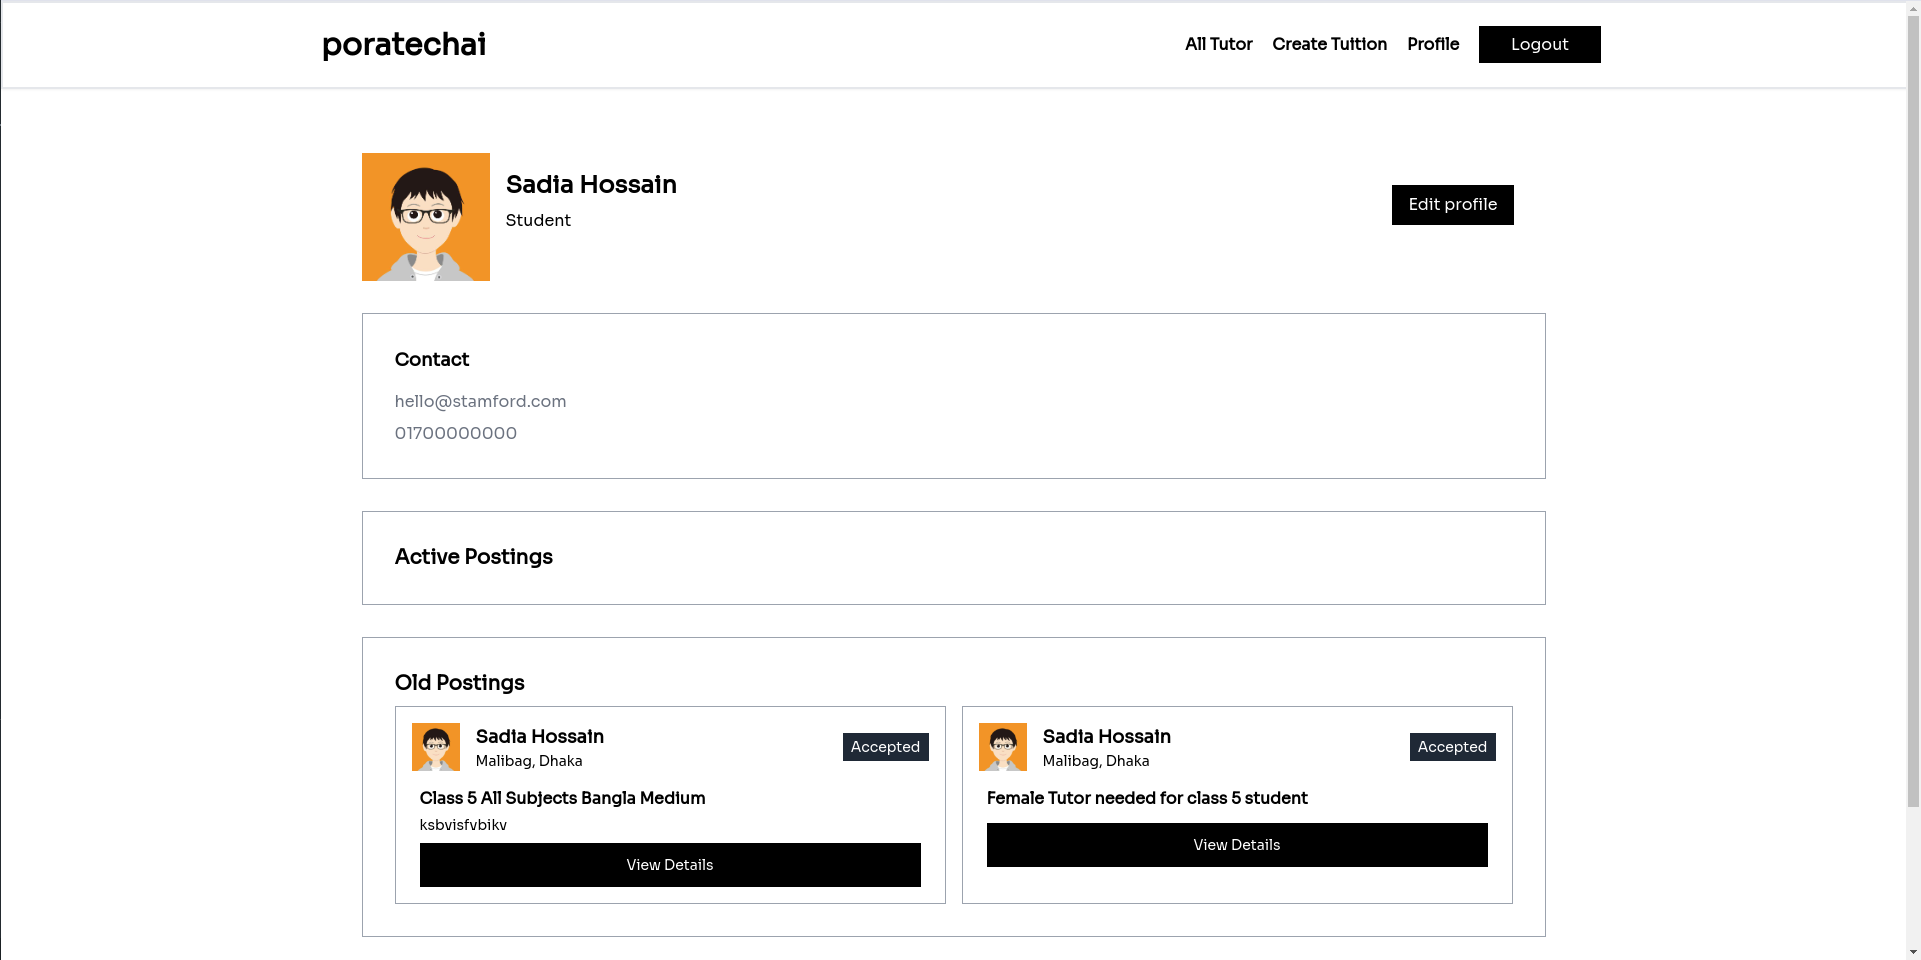 poratechai
All Tutor Create Tuition Profile Logout
Sadia Hossain
Student
Edit profile
Contact
hello@stamford.com
01700000000
Active Postings
Old Postings
Sadia Hossain
Malibag, Dhaka
Accepted
Class 5 All Subjects Bangla Medium
ksbvisfvbikv
View Details
Sadia Hossain
Malibag, Dhaka
Accepted
Female Tutor needed for class 5 student
View Details